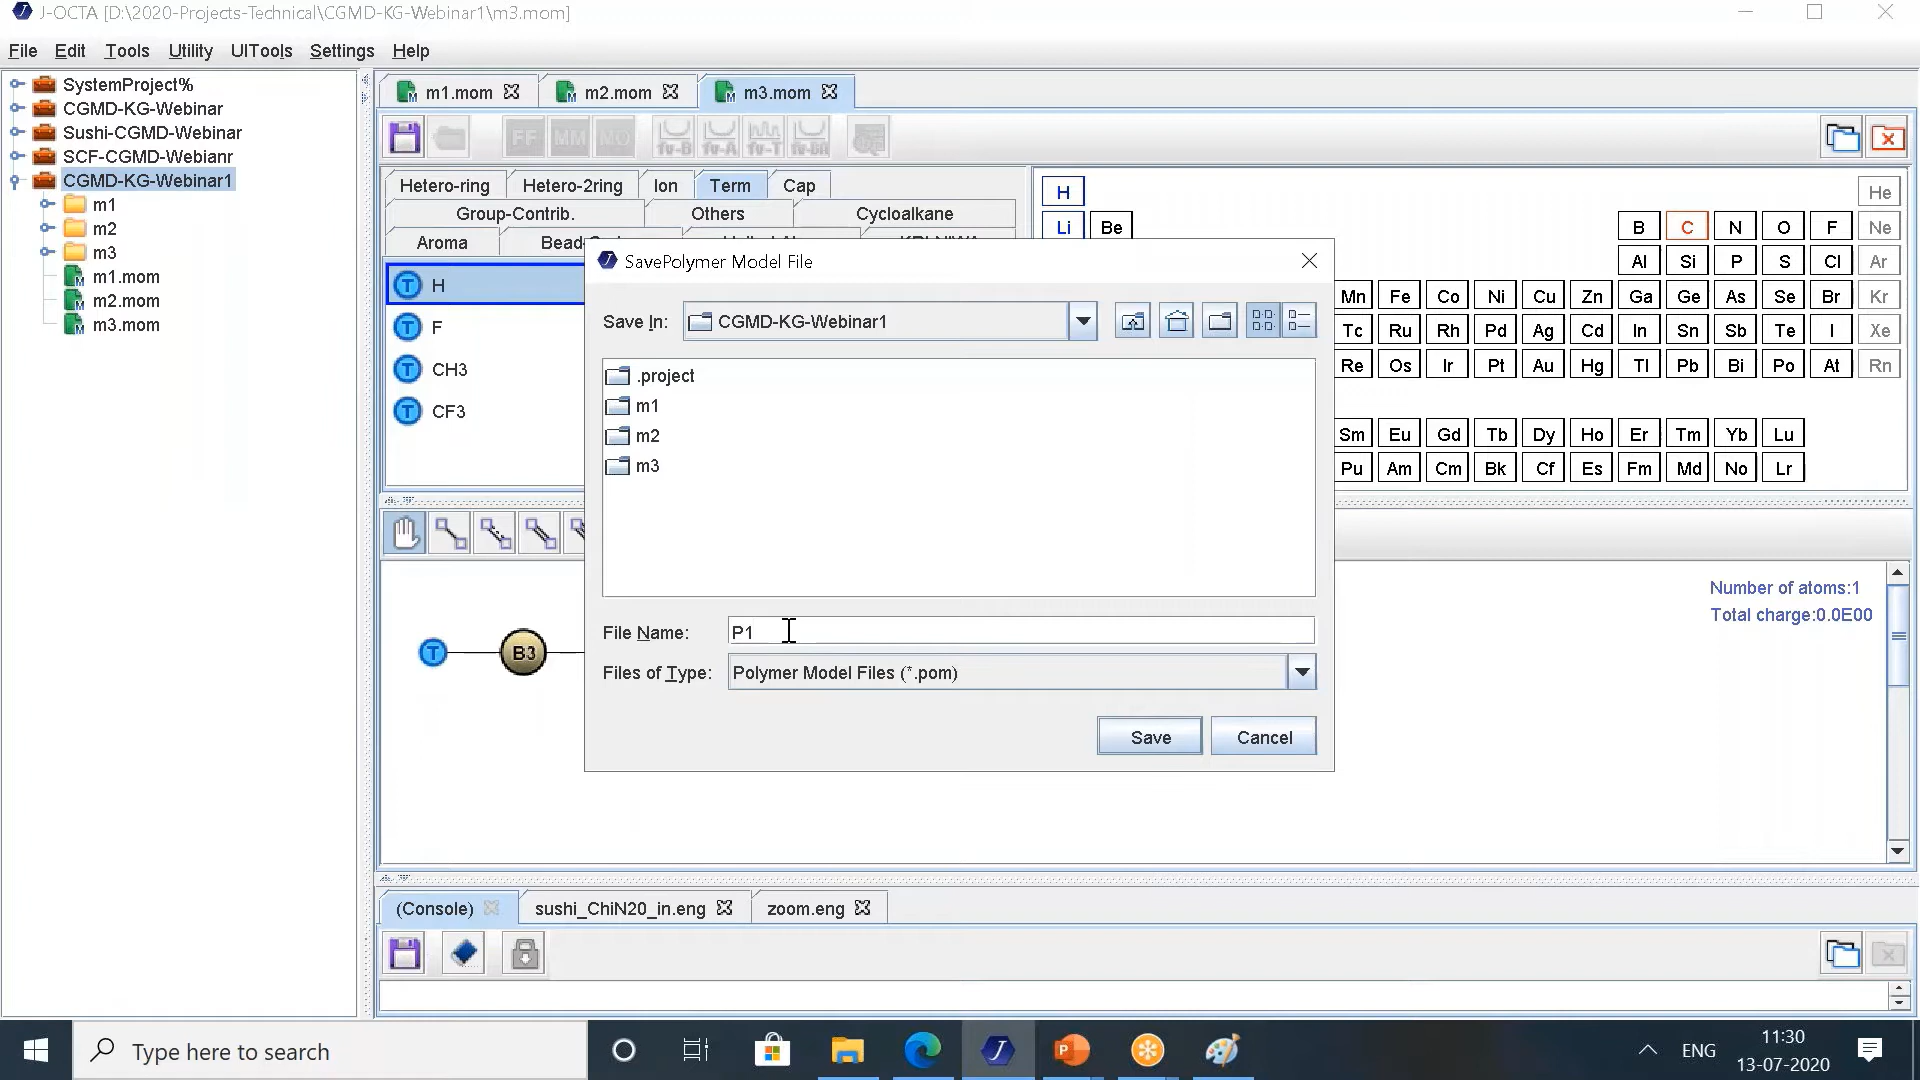 J-OCTA [D:\2020-Projects-Technical\CGMD-KG-Webinar1\m3.mom]
File Edit Tools Utility UITools Settings Help
SystemProject%
CGMD-KG-Webinar
Sushi-CGMD-Webinar
SCF-CGMD-Webianr
CGMD-KG-Webinar1
m1
m2
m3
m1.mom
m2.mom
m3.mom
m1.mom m2.mom m3.mom
FF MM MO fu-B fu-A fu-T
Hetero-ring Hetero-2ring Ion Term Cap
Group-Contrib. Others Cycloalkane
Aroma
T H
T F
T CH3
T CF3
H He
Li Be B C N O F Ne
Al Si P S Cl Ar
Mn Fe Co Ni Cu Zn Ga Ge As Se Br Kr
Tc Ru Rh Pd Ag Cd In Sn Sb Te I Xe
Re Os Ir Pt Au Hg Tl Pb Bi Po At Rn
Sm Eu Gd Tb Dy Ho Er Tm Yb Lu
Pu Am Cm Bk Cf Es Fm Md No Lr
SavePolymer Model File
Save In: CGMD-KG-Webinar1
.project
m1
m2
m3
File Name: P1
Files of Type: Polymer Model Files (*.pom)
Save Cancel
Number of atoms:1
Total charge:0.0E00
T B3
(Console) sushi_ChiN20_in.eng zoom.eng
Type here to search
ENG
11:30
13-07-2020